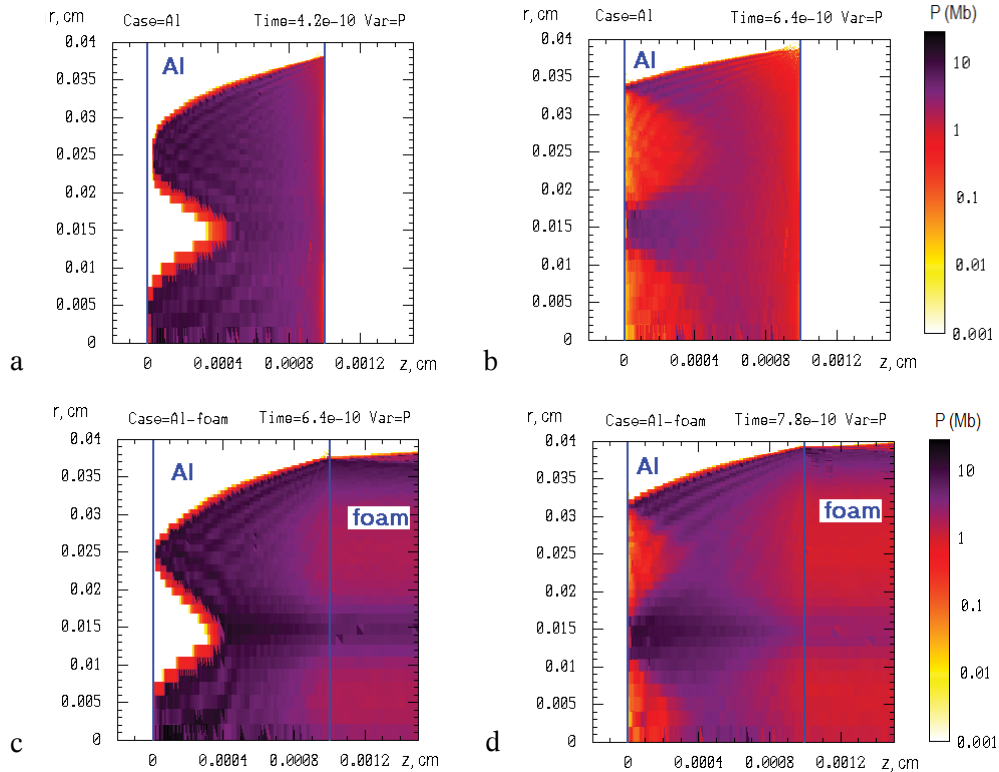 r, cm Case=Al Time=4.2e-10 Var=P
0.04
0.035
0.03
0.025
0.02
0.015
0.01
0.005
0
Al
0 0.0004 0.0008 0.0012 z, cm
a
r, cm Case=Al Time=6.4e-10 Var=P
0.04
0.035
0.03
0.025
0.02
0.015
0.01
0.005
0
Al
0 0.0004 0.0008 0.0012 z, cm
b
P (Mb)
10
1
0.1
0.01
0.001
r, cm Case=Al-foam Time=6.4e-10 Var=P
0.04
0.035
0.03
0.025
0.02
0.015
0.01
0.005
0
Al
foam
0 0.0004 0.0008 0.0012 z, cm
c
r, cm Case=Al-foam Time=7.8e-10 Var=P
0.04
0.035
0.03
0.025
0.02
0.015
0.01
0.005
0
Al
foam
0 0.0004 0.0008 0.0012 z, cm
d
P (Mb)
10
1
0.1
0.01
0.001